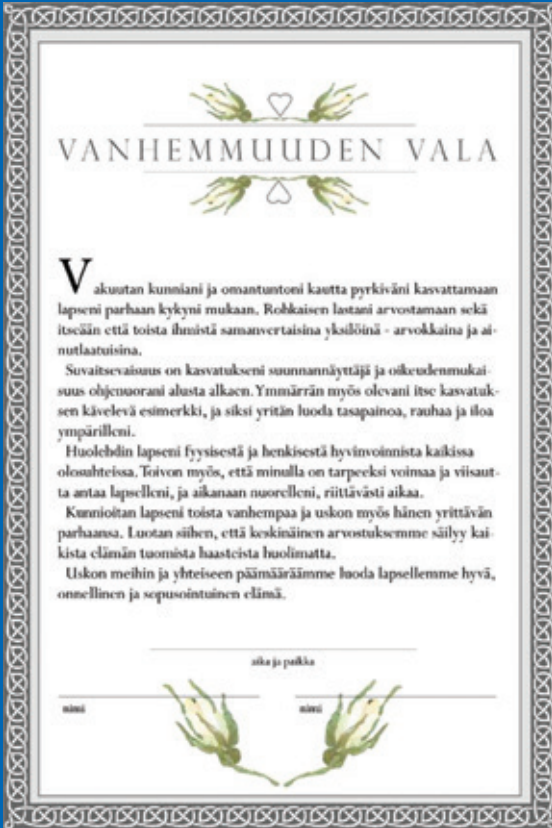 VANHEMMUUDEN VALA
Vakuutan kunniani ja omantuntoni kautta pyrkiväni kasvattamaan
lapseni parhaan kykyni mukaan. Rohkaisen lastani arvostamaan sekä
itseään että toista ihmistä samanvertaisina yksilöinä - arvokkaina ja ai-
nutlaatuisina.
Suvaitsevaisuus on kasvatukseni suunnannäyttäjä ja oikeudenmukai-
suus ohjenuorani alusta alkaen. Ymmärrän myös olevani itse kasvatuk-
sen kävelevä esimerkki, ja siksi yritän luoda tasapainoa, rauhaa ja iloa
ympärilleni.
Huolehdin lapseni fyysisestä ja henkisestä hyvinvoinnista kaikissa
olosuhteissa. Toivon myös, että minulla on tarpeeksi voimaa ja viisaut-
ta antaa lapselleni, ja aikanaan nuorelleni, riittävästi aikaa.
Kunnioitan lapseni toista vanhempaa ja uskon myös hänen yrittävän
parhaansa. Luotan siihen, että keskinäinen arvostuksemme säilyy kai-
kista elämän tuomista haasteista huolimatta.
Uskon meihin ja yhteiseen päämääräämme luoda lapsellemme hyvä,
onnellinen ja sopusointuinen elämä.
aika ja paikka
nimi nimi